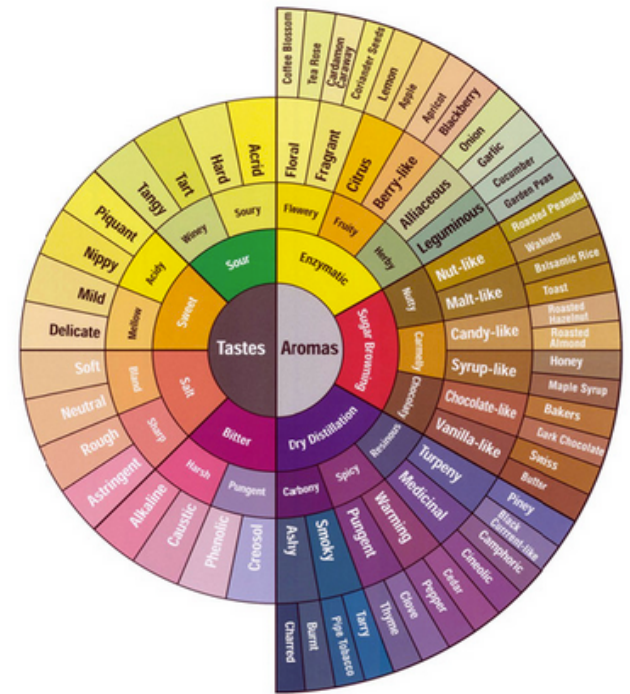 Tastes
Aromas
Sour
Sweet
Salt
Bitter
Enzymatic
Sugar Browning
Dry Distillation
Soury
Winey
Acidy
Mellow
Bland
Sharp
Harsh
Pungent
Flowery
Fruity
Herby
Nutty
Carmelly
Chocolaty
Resinous
Spicy
Carbony
Acrid
Hard
Tart
Tangy
Piquant
Nippy
Mild
Delicate
Soft
Neutral
Rough
Astringent
Alkaline
Caustic
Phenolic
Creosol
Floral
Fragrant
Citrus
Berry-like
Alliaceous
Leguminous
Nut-like
Malt-like
Candy-like
Syrup-like
Chocolate-like
Vanilla-like
Turpeny
Medicinal
Warming
Pungent
Smoky
Ashy
Coffee Blossom
Tea Rose
Cardamon
Caraway
Coriander Seeds
Lemon
Apple
Apricot
Blackberry
Onion
Garlic
Cucumber
Garden Peas
Roasted Peanuts
Walnuts
Balsamic Rice
Toast
Roasted
Hazelnut
Roasted
Almond
Honey
Maple Syrup
Bakers
Dark Chocolate
Swiss
Butter
Piney
Black
Currrent-like
Camphoric
Cineolic
Cedar
Pepper
Clove
Thyme
Tarry
Pipe Tobacco
Burnt
Charred